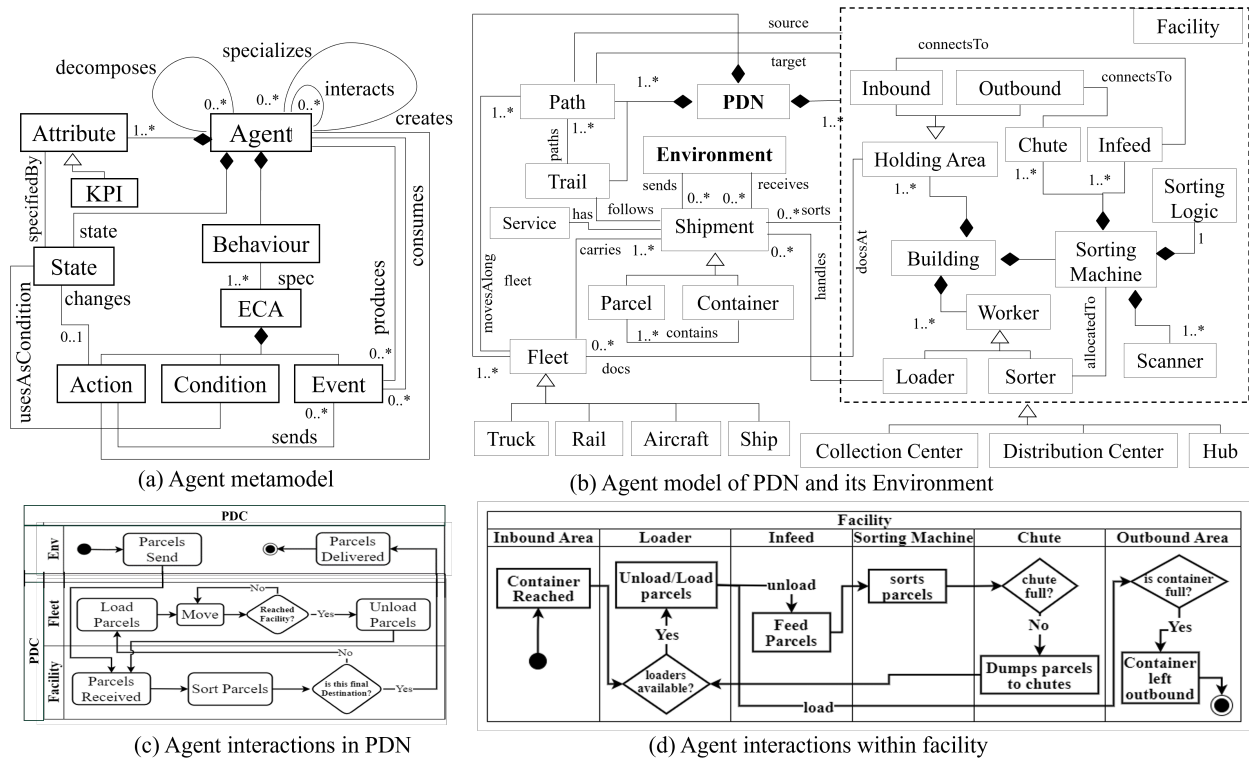 specializes
decomposes
interacts
0..*
0..*
0..*
creates
Attribute
1..*
Agent
KPI
specifiedBy
state
consumes
Behaviour
State
1..*
spec
changes
ECA
produces
usesAsCondition
0..1
0..*
Action
Condition
Event
0..*
0..*
sends
(a) Agent metamodel
source
Facility
target
connectsTo
1..*
Path
1..*
PDN
1..*
Inbound
Outbound
connectsTo
1..*
paths
Environment
Chute
Infeed
Holding Area
Trail
sends
receives
1..*
1..*
1..*
0..*
0..*
Sorting
Logic
Service
has
follows
0..*
sorts
Shipment
carries
1..*
0..*
docsAt
Building
Sorting
Machine
1
movesAlong
fleet
handles
Parcel
Container
Worker
1..*
allocatedTo
1..*
1..*
contains
Fleet
0..*
docs
1..*
Loader
Sorter
Scanner
Truck
Rail
Aircraft
Ship
Collection Center
Distribution Center
Hub
(b) Agent model of PDN and its Environment
PDC
Env
Parcels
Send
Parcels
Delivered
PDC
Fleet
Load
Parcels
Move
No
Reached
Facility?
Yes
Unload
Parcels
Facility
No
Parcels
Received
Sort Parcels
is this final
Destination?
Yes
(c) Agent interactions in PDN
Facility
Inbound Area
Loader
Infeed
Sorting Machine
Chute
Outbound Area
Container
Reached
Unload/Load
parcels
unload
sorts
parcels
chute
full?
is container
full?
Feed
Parcels
Yes
No
Yes
loaders
available?
Dumps parcels
to chutes
Container
left
outbound
load
(d) Agent interactions within facility